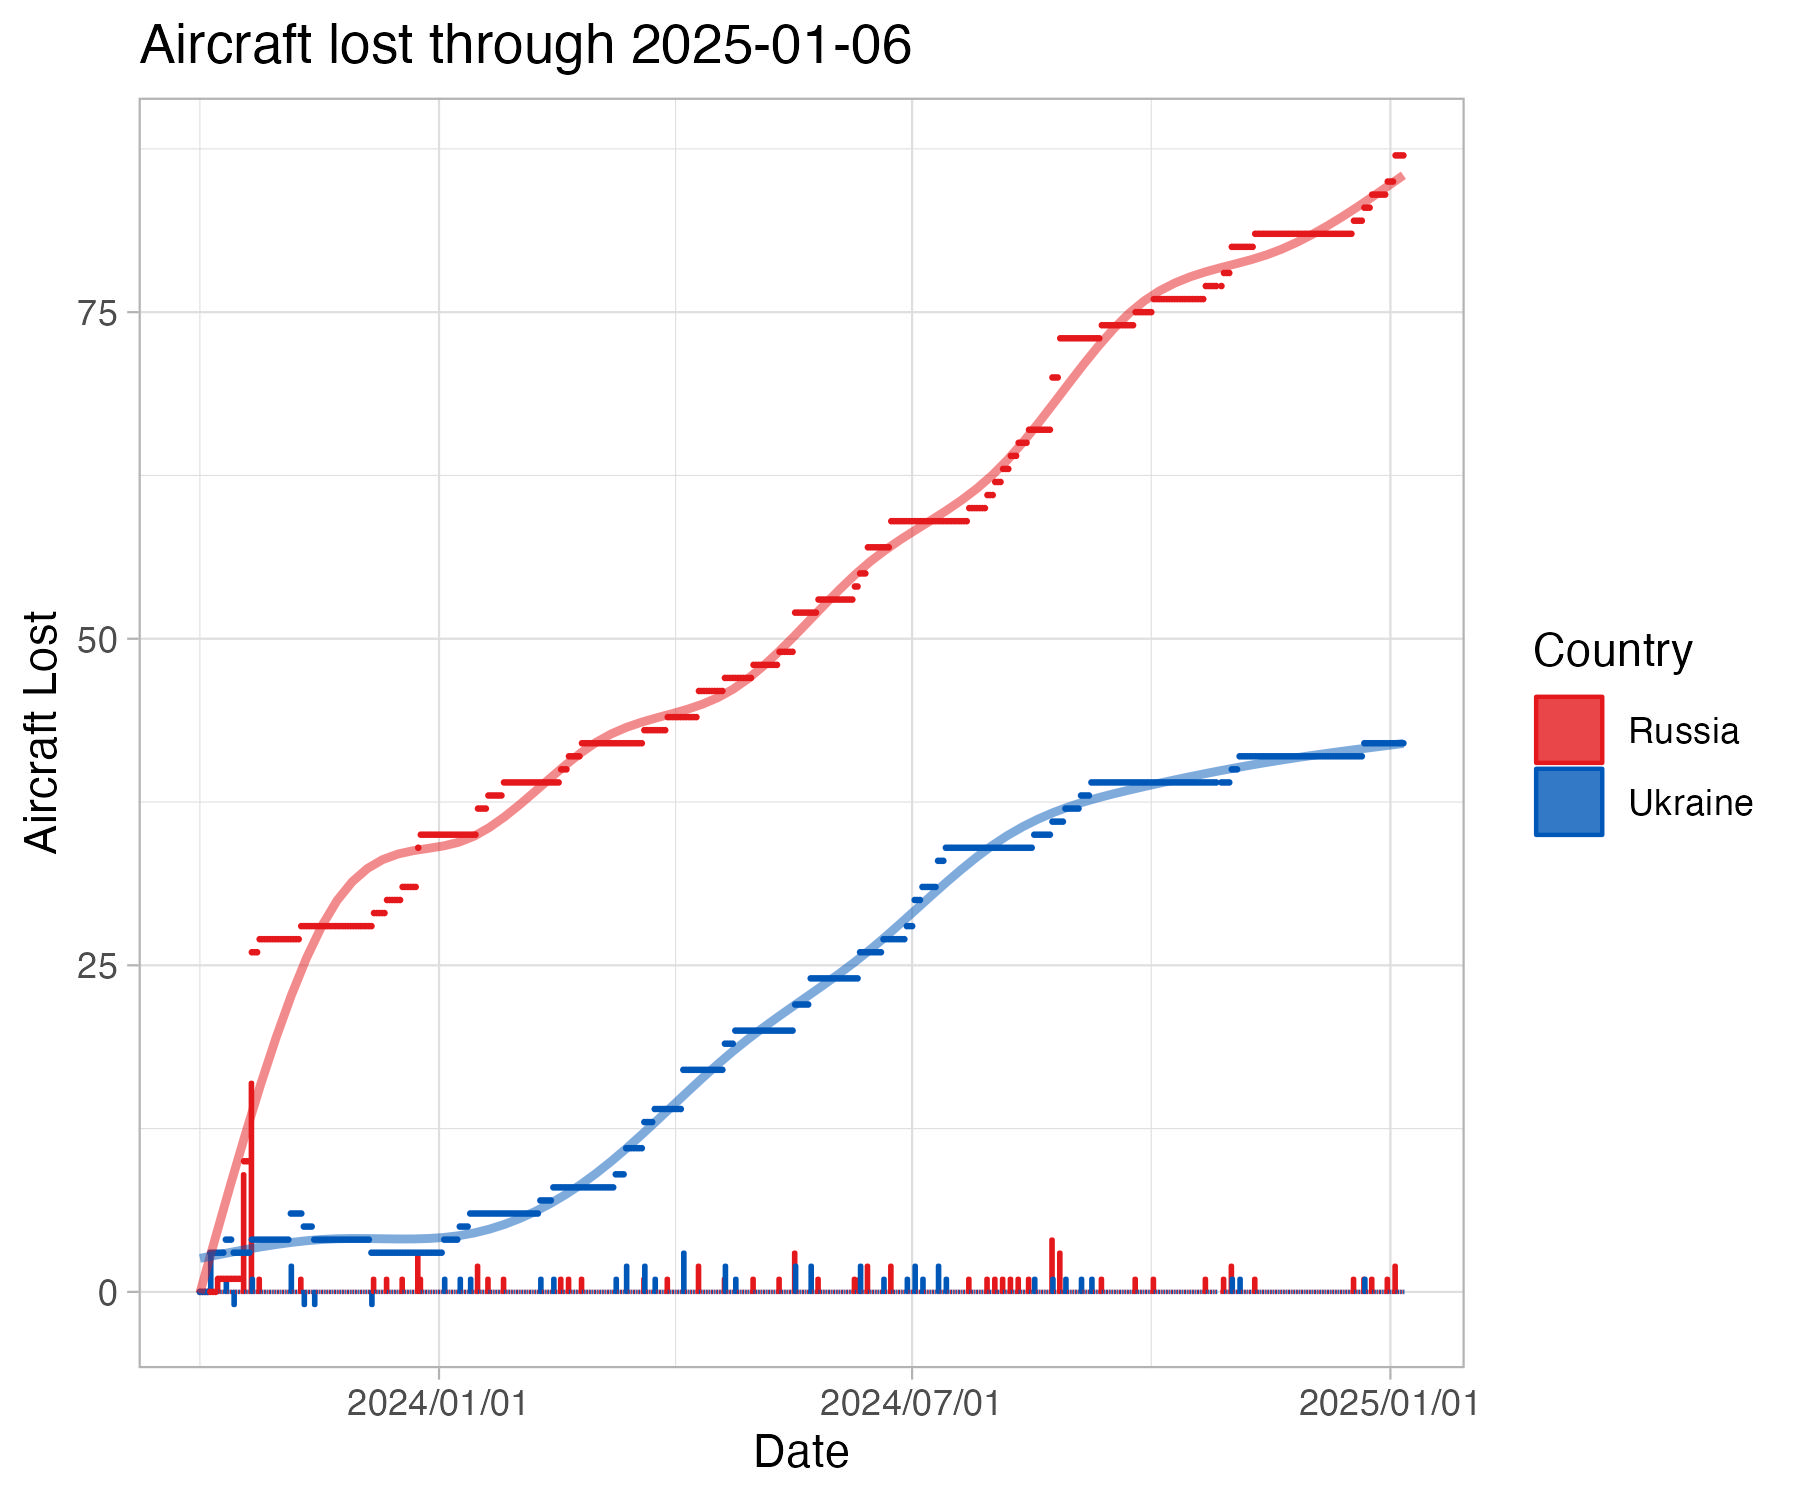 Aircraft lost through 2025-01-06
Aircraft Lost
75
50
25
0
2024/01/01
2024/07/01
2025/01/01
Date
Country
Russia
Ukraine